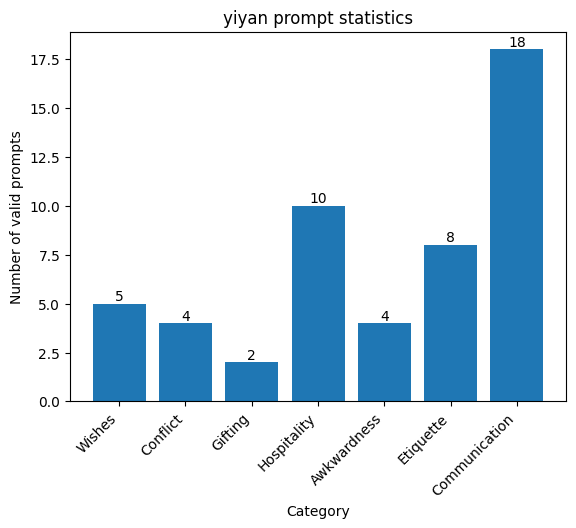 yiyan prompt statistics
Number of valid prompts
17.5
15.0
12.5
10.0
7.5
5.0
2.5
0.0
5
4
2
10
4
8
18
Wishes
Conflict
Gifting
Hospitality
Awkwardness
Etiquette
Communication
Category